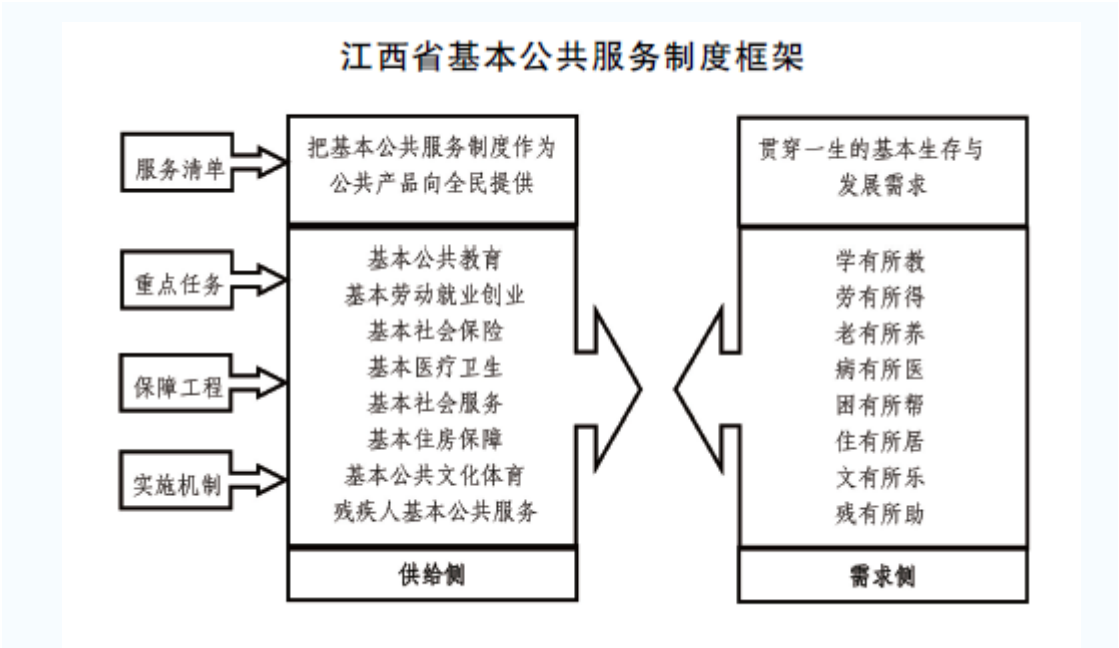 江西省基本公共服务制度框架
服务清单
重点任务
保障工程
实施机制
把基本公共服务制度作为
公共产品向全民提供
基本公共教育
基本劳动就业创业
基本社会保险
基本医疗卫生
基本社会服务
基本住房保障
基本公共文化体育
残疾人基本公共服务
供给侧
贯穿一生的基本生存与
发展需求
学有所教
劳有所得
老有所养
病有所医
困有所帮
住有所居
文有所乐
残有所助
需求侧